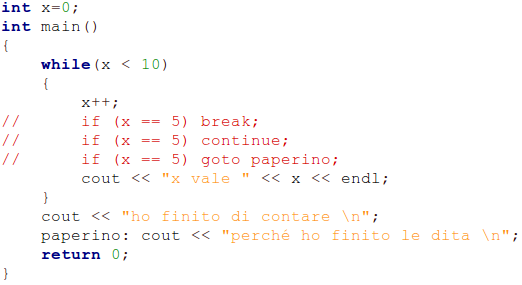 int x=0;
int main()
{
    while(x < 10)
    {
        x++;
//      if (x == 5) break;
//      if (x == 5) continue;
//      if (x == 5) goto paperino;
        cout << "x vale " << x << endl;
    }
    cout << "ho finito di contare \n";
    paperino: cout << "perché ho finito le dita \n";
    return 0;
}